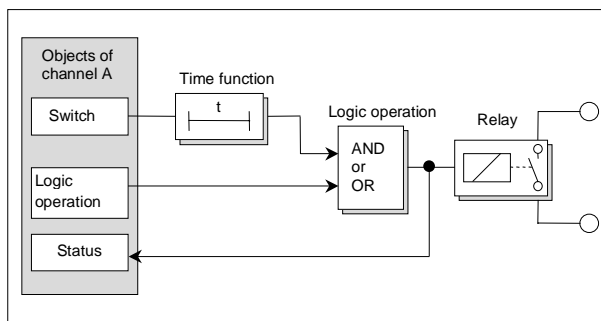 Objects of
channel A
Time function
t
Switch
Logic operation
AND
or
OR
Relay
Logic
operation
Status